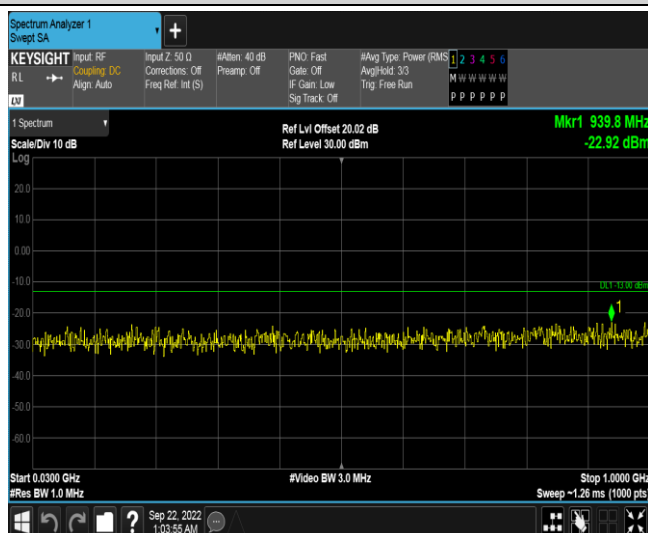 Spectrum Analyzer 1
Swept SA
+
KEYSIGHT
RL
LXI
Input: RF
Coupling: DC
Align: Auto
Input Z: 50 Ω
Corrections: Off
Freq Ref: Int (S)
#Atten: 40 dB
Preamp: Off
PNO: Fast
Gate: Off
IF Gain: Low
Sig Track: Off
#Avg Type: Power (RMS
Avg|Hold: 3/3
Trig: Free Run
1 2 3 4 5 6
M W W W W W
P P P P P P
1 Spectrum
Scale/Div 10 dB
Log
Ref Lvl Offset 20.02 dB
Ref Level 30.00 dBm
Mkr1 939.8 MHz
-22.92 dBm
20.0
10.0
0.00
-10.0
DL1 -13.00 dBm
1
-20.0
-30.0
-40.0
-50.0
-60.0
Start 0.0300 GHz
#Res BW 1.0 MHz
#Video BW 3.0 MHz
Stop 1.0000 GHz
Sweep ~1.26 ms (1000 pts)
?
Sep 22, 2022
1:03:55 AM